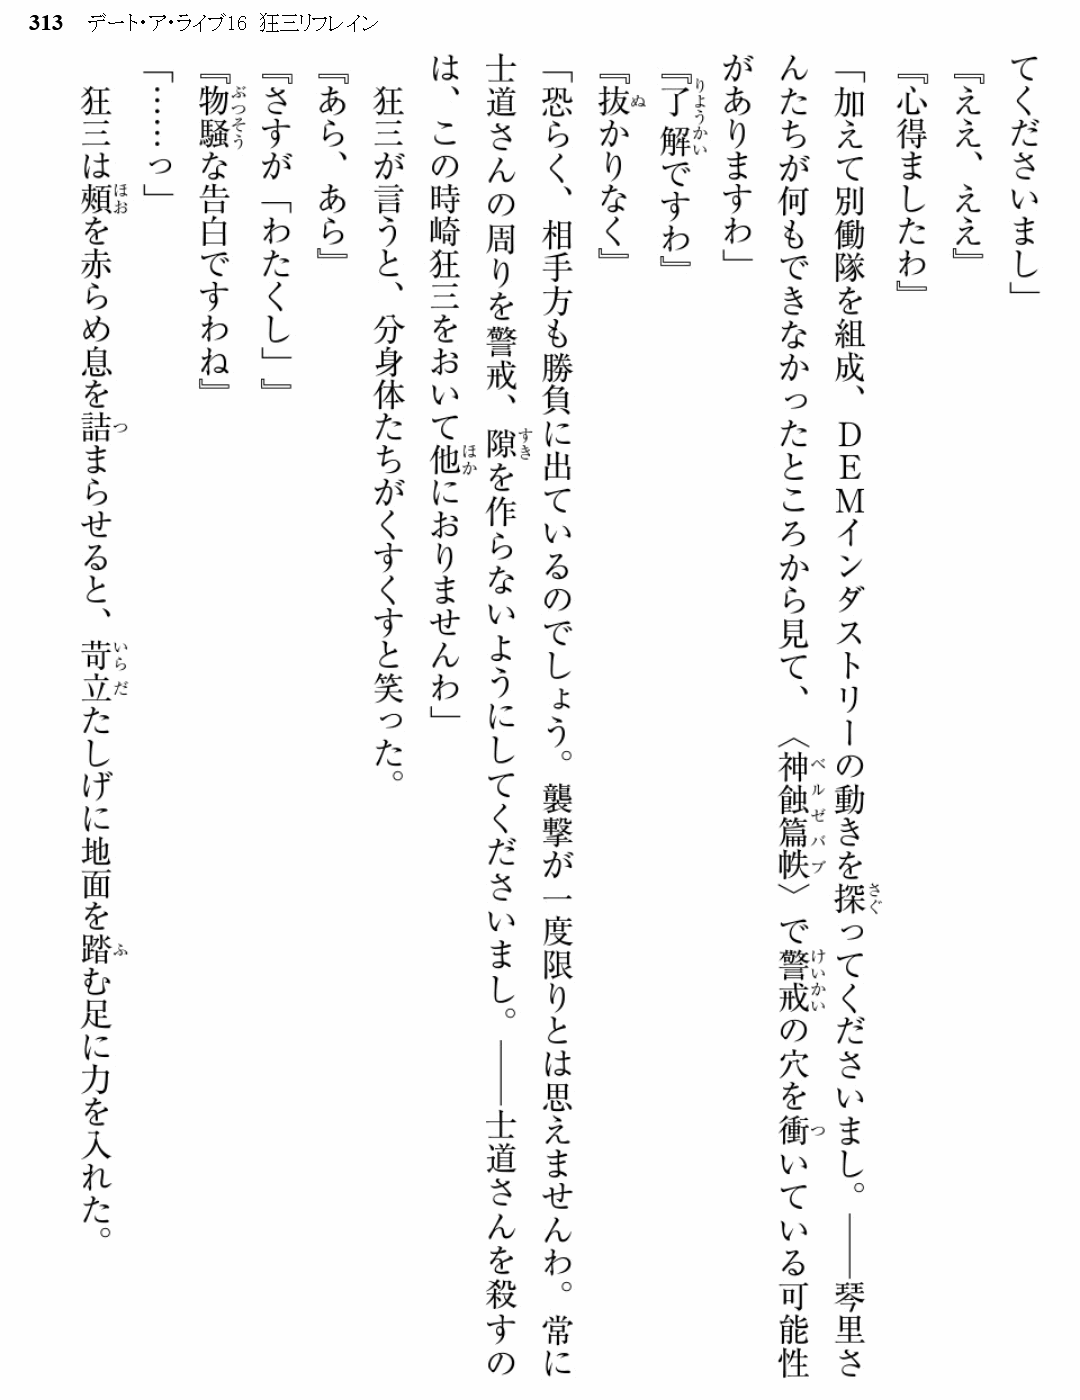 313 デート・ア・ライブ16 狂三リフレイン
てくださいまし」
『ええ、ええ』
『心得ましたわ』
「加えて別働隊を組成、DEMインダストリーの動きを探ってくださいまし。――琴里さ
んたちが何もできなかったところから見て、〈神蝕篇帙〉で警戒の穴を衝いている可能性
がありますわ」
『了解ですわ』
『抜かりなく』
「恐らく、相手方も勝負に出ているのでしょう。襲撃が一度限りとは思えませんわ。常に
士道さんの周りを警戒、隙を作らないようにしてくださいまし。――士道さんを殺すの
は、この時崎狂三をおいて他におりませんわ」
狂三が言うと、分身体たちがくすくすと笑った。
『あら、あら』
『さすが「わたくし」』
『物騒な告白ですわね』
「……っ」
狂三は頰を赤らめ息を詰まらせると、苛立たしげに地面を踏む足に力を入れた。